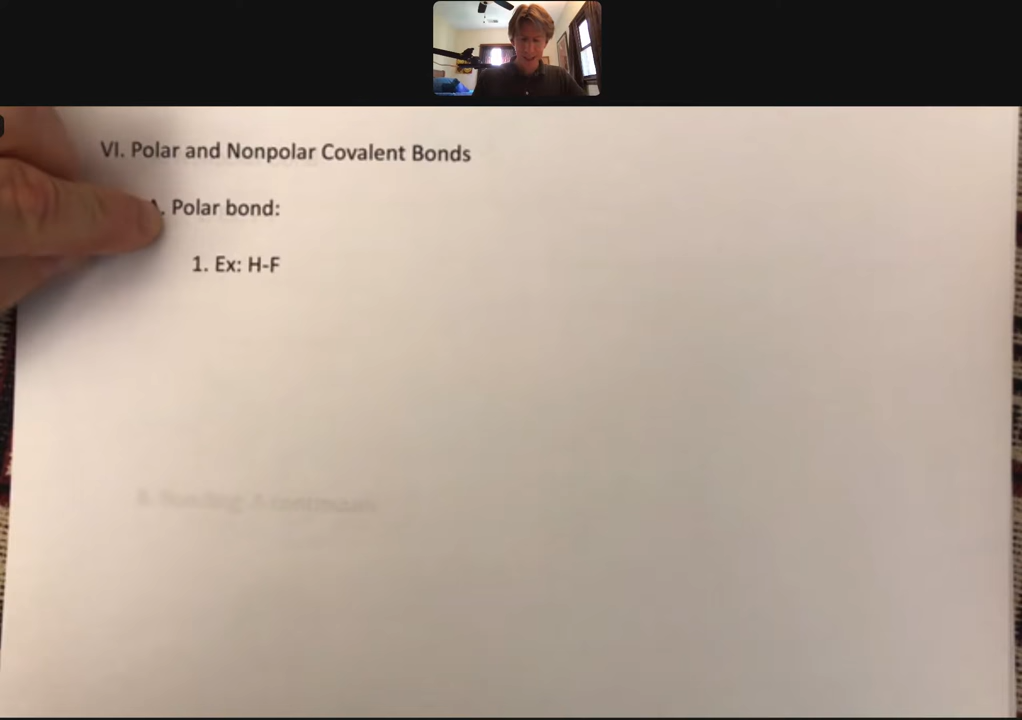 VI. Polar and Nonpolar Covalent Bonds
A. Polar bond:
1. Ex: H-F